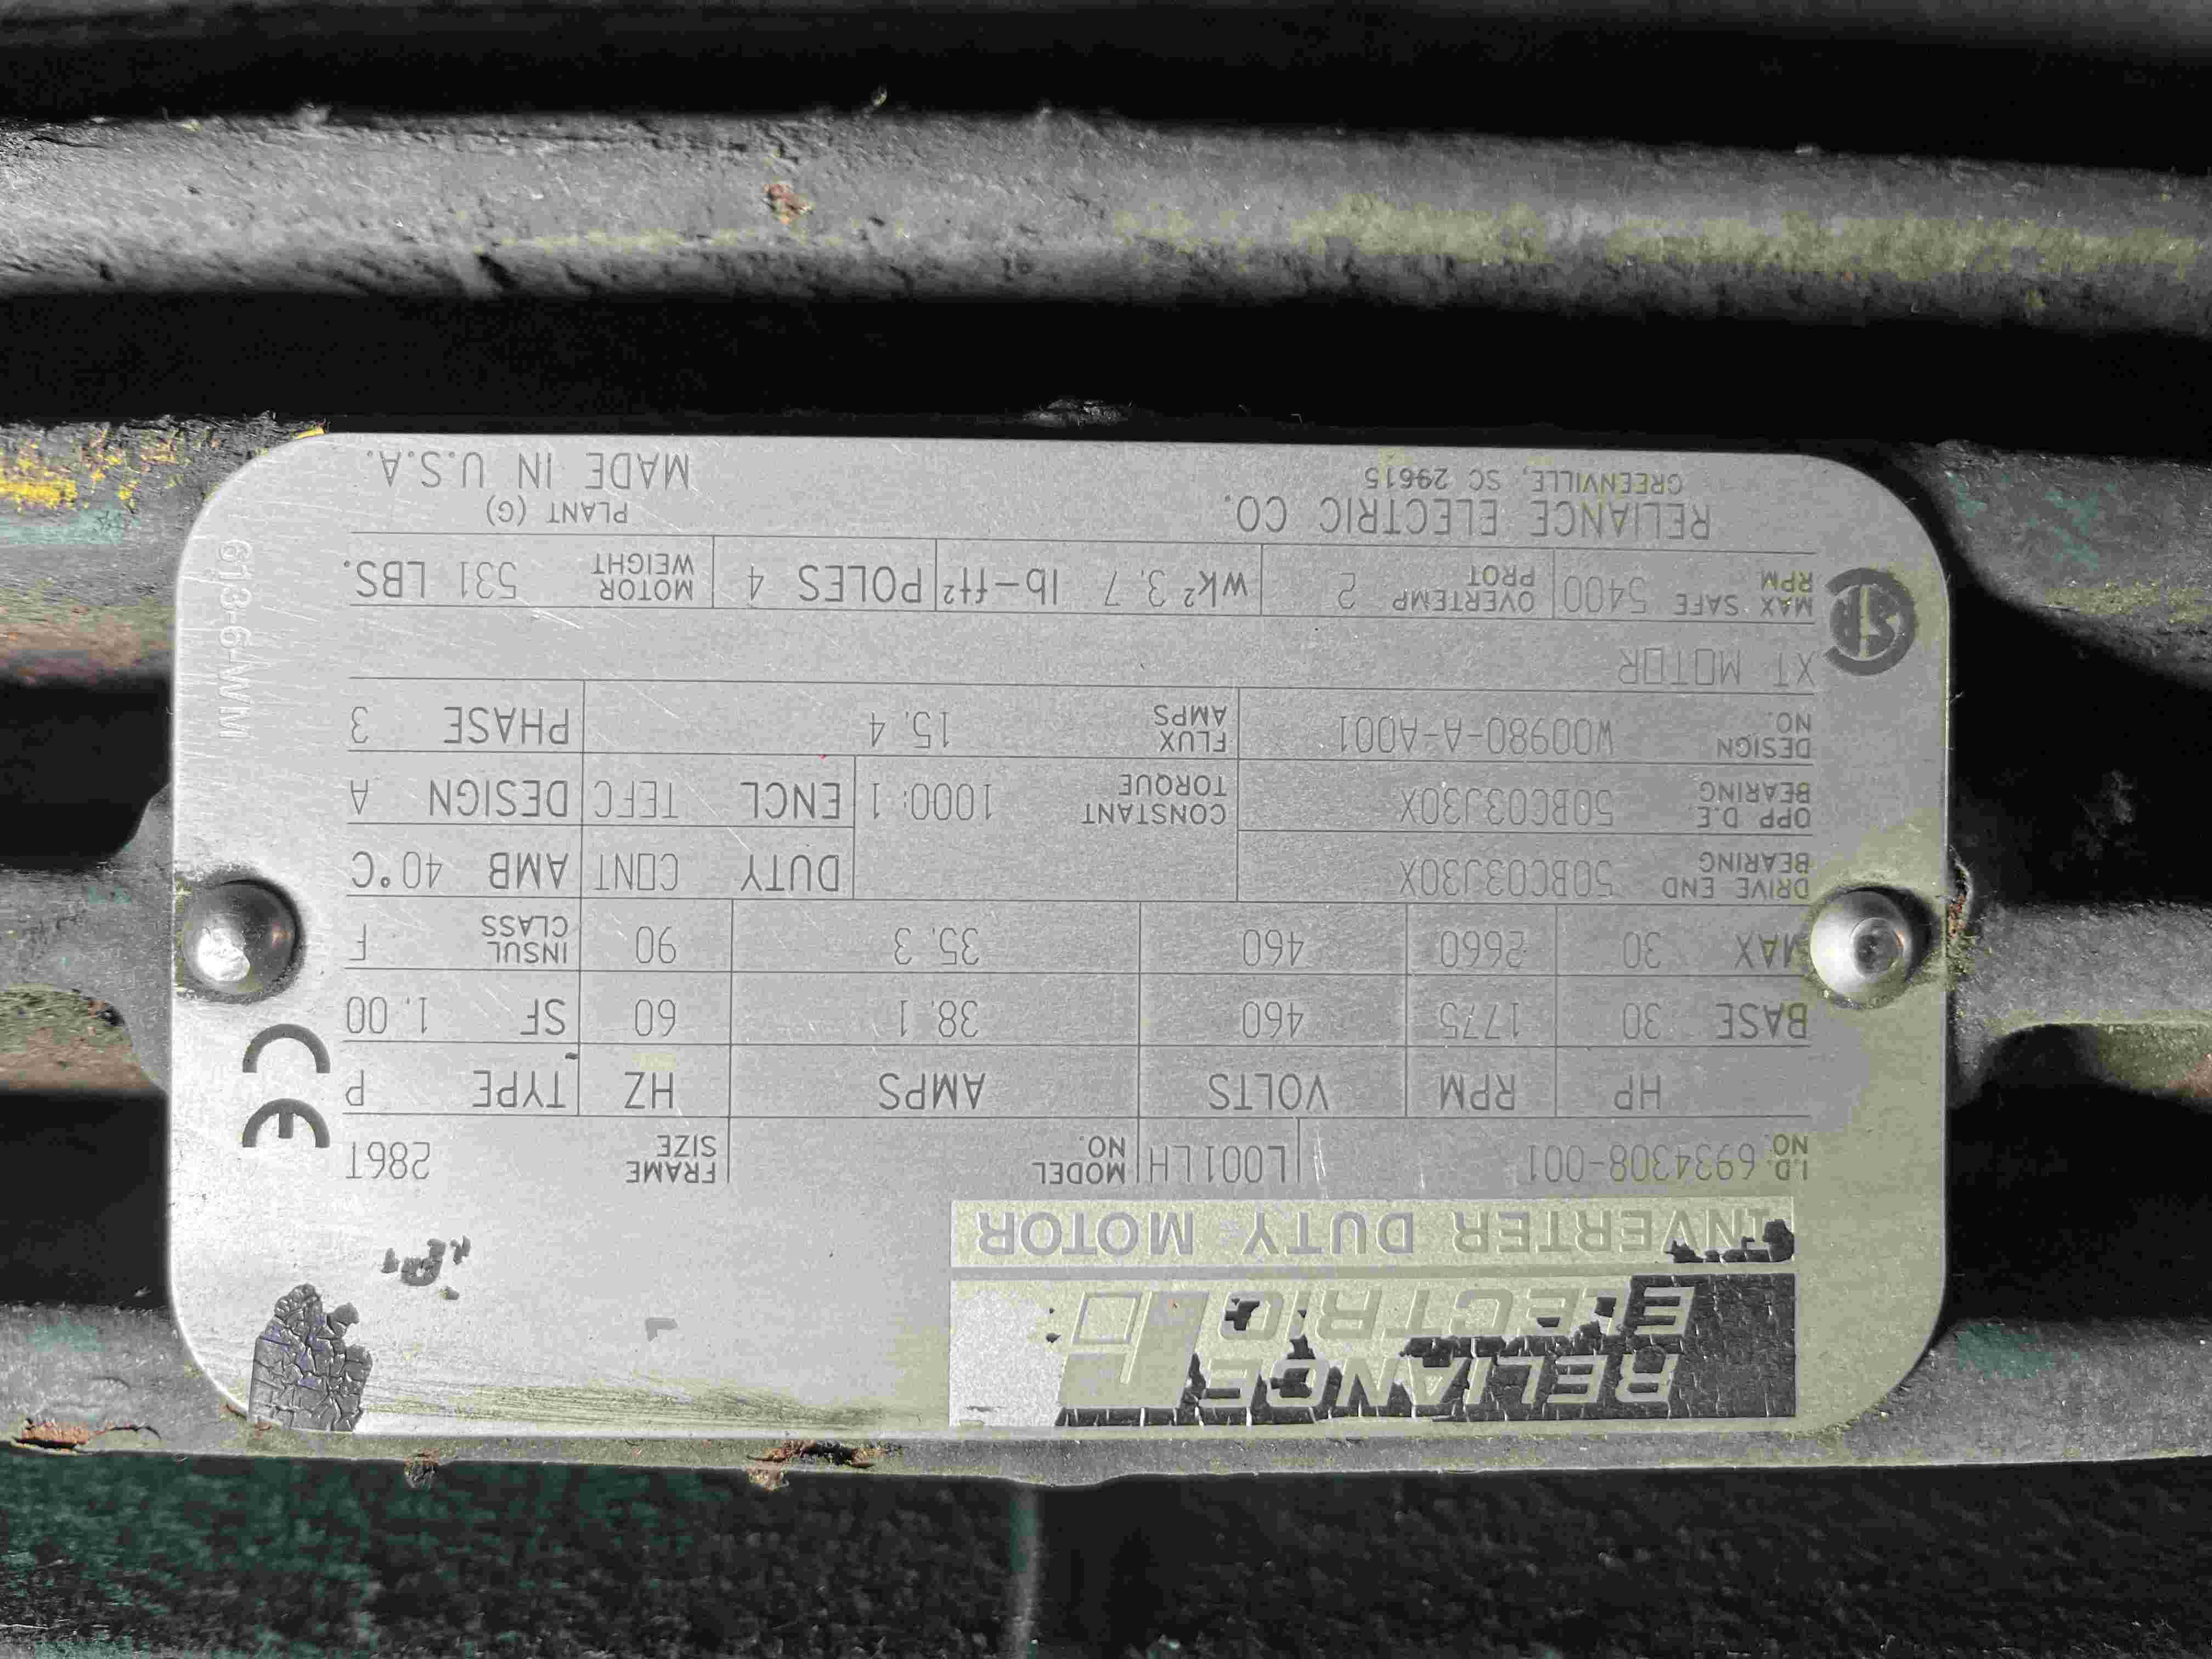 RELIANCE
ELECTRIC
INVERTER DUTY MOTOR
I.D. NO. 6934308-001 L001LH MODEL NO. FRAME SIZE 286T
HP RPM VOLTS AMPS HZ TYPE P
BASE 30 1775 460 38.1 60 SF 1.00
MAX 30 2660 460 35.3 90 INSUL CLASS F
DRIVE END BEARING 50BC03J30X DUTY CONT AMB 40°C
OPP D.E. BEARING 50BC03J30X CONSTANT TORQUE 1000:1 ENCL TEFC DESIGN A
DESIGN NO. W00980-A-A001 FLUX AMPS 15.4 PHASE 3
XT MOTOR
MAX SAFE RPM 5400 OVERTEMP PROT 2 WK² 3.7 lb-ft² POLES 4 MOTOR WEIGHT 531 LBS.
RELIANCE ELECTRIC CO. PLANT (G)
GREENVILLE, SC 29615 MADE IN U.S.A.
CE
613-6-WM